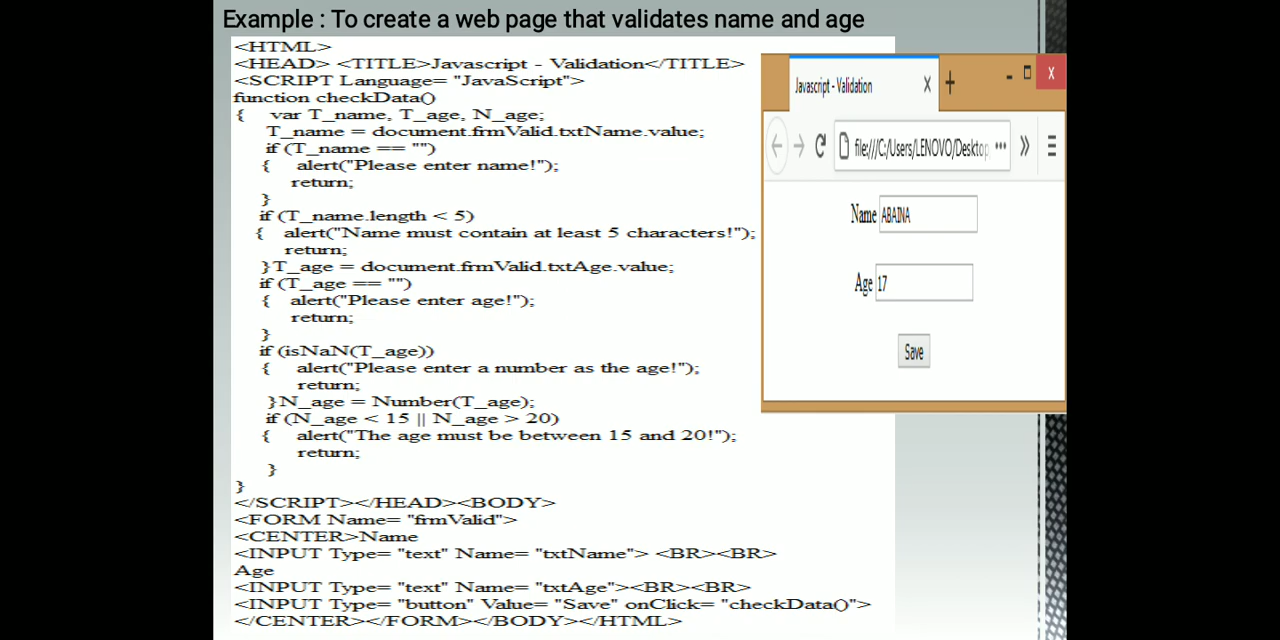 Example : To create a web page that validates name and age
<HTML>
<HEAD> <TITLE>Javascript - Validation</TITLE>
<SCRIPT Language= "JavaScript">
function checkData()
{ var T_name, T_age, N_age;
T_name = document.frmValid.txtName.value;
if (T_name == "")
{ alert("Please enter name!");
return;
}
if (T_name.length < 5)
{ alert("Name must contain at least 5 characters!");
return;
}T_age = document.frmValid.txtAge.value;
if (T_age == "")
{ alert("Please enter age!");
return;
}
if (isNaN(T_age))
{ alert("Please enter a number as the age!");
return;
}N_age = Number(T_age);
if (N_age < 15 || N_age > 20)
{ alert("The age must be between 15 and 20!");
return;
}
}
</SCRIPT></HEAD><BODY>
<FORM Name= "frmValid">
<CENTER>Name
<INPUT Type= "text" Name= "txtName"> <BR><BR>
Age
<INPUT Type= "text" Name= "txtAge"><BR><BR>
<INPUT Type= "button" Value= "Save" onClick= "checkData()">
</CENTER></FORM></BODY></HTML>
Javascript - Validation
file:///C:/Users/LENOVO/Desktop
Name ABAINA
Age 17
Save